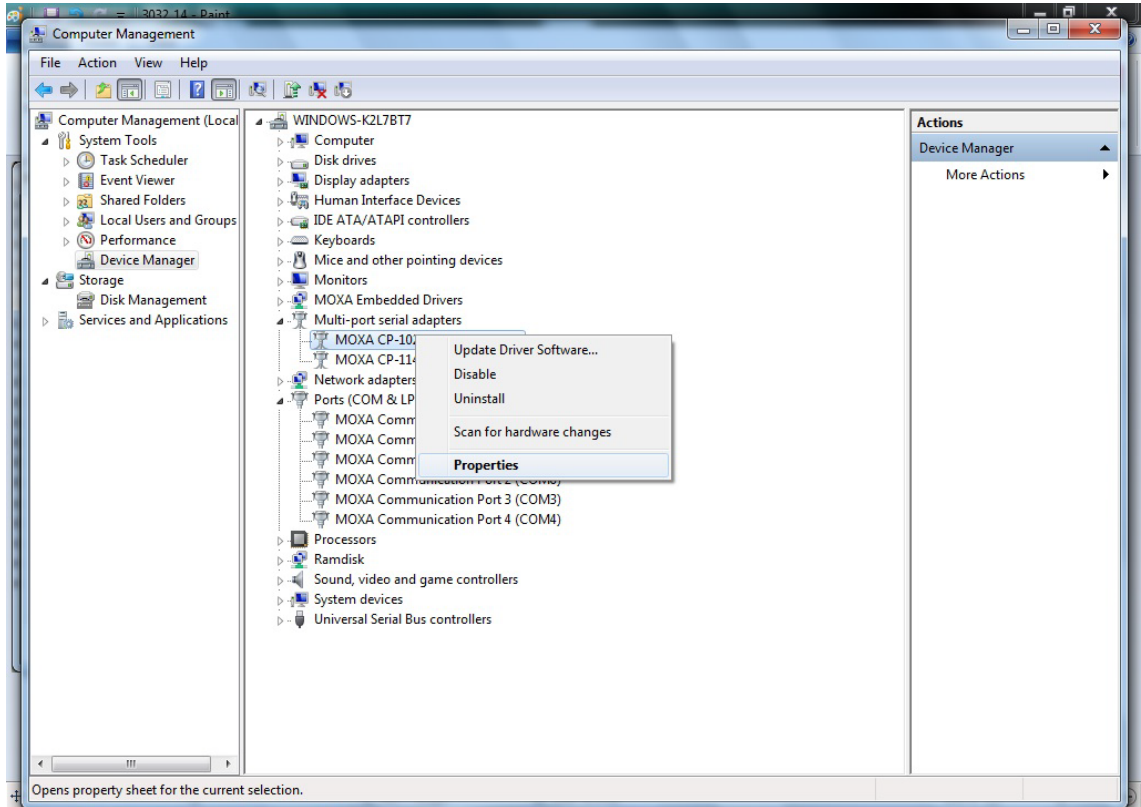 3032 14 - Paint
Computer Management
File Action View Help
Computer Management (Local
System Tools
Task Scheduler
Event Viewer
Shared Folders
Local Users and Groups
Performance
Device Manager
Storage
Disk Management
Services and Applications
WINDOWS-K2L7BT7
Computer
Disk drives
Display adapters
Human Interface Devices
IDE ATA/ATAPI controllers
Keyboards
Mice and other pointing devices
Monitors
MOXA Embedded Drivers
Multi-port serial adapters
MOXA CP-102
MOXA CP-114
Network adapters
Ports (COM & LP
MOXA Comm
MOXA Comm
MOXA Comm
MOXA Communication Port 2
MOXA Communication Port 3 (COM3)
MOXA Communication Port 4 (COM4)
Processors
Ramdisk
Sound, video and game controllers
System devices
Universal Serial Bus controllers
Update Driver Software...
Disable
Uninstall
Scan for hardware changes
Properties
Actions
Device Manager
More Actions
Opens property sheet for the current selection.